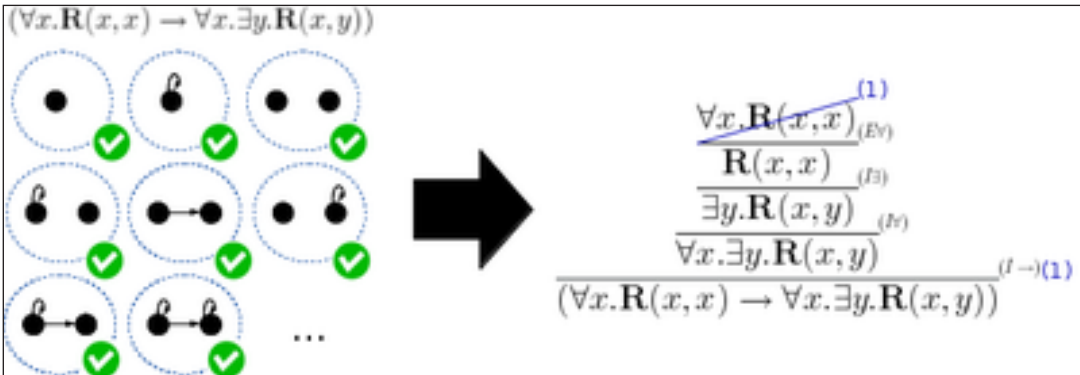 (∀x.R(x,x) → ∀x.∃y.R(x,y))
...
(1)
∀x.R(x,x) (E∀)
R(x,x) (I∃)
∃y.R(x,y) (I∀)
∀x.∃y.R(x,y) (I→)(1)
(∀x.R(x,x) → ∀x.∃y.R(x,y))